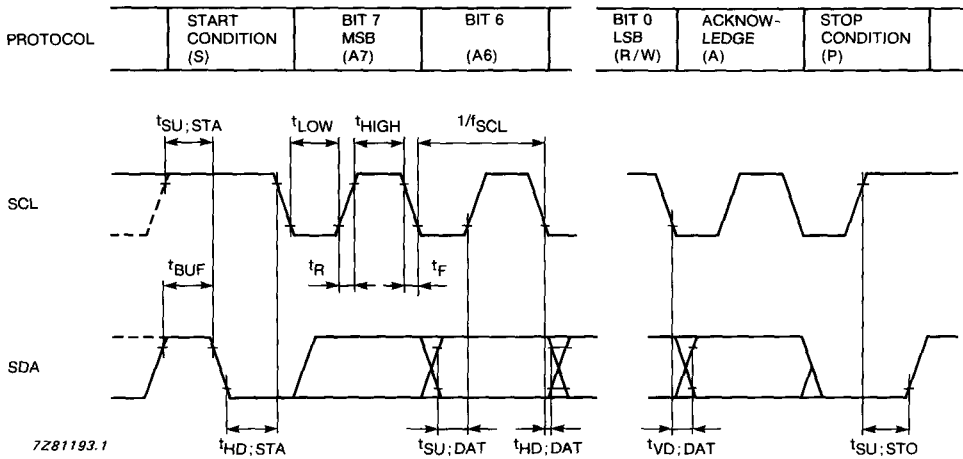 PROTOCOL
START
CONDITION
(S)
BIT 7
MSB
(A7)
BIT 6
(A6)
BIT 0
LSB
(R/W)
ACKNOW-
LEDGE
(A)
STOP
CONDITION
(P)
tSU;STA
tLOW
tHIGH
1/fSCL
SCL
tBUF
tR
tF
SDA
tHD;STA
tSU;DAT
tHD;DAT
tVD;DAT
tSU;STO
7Z81193.1